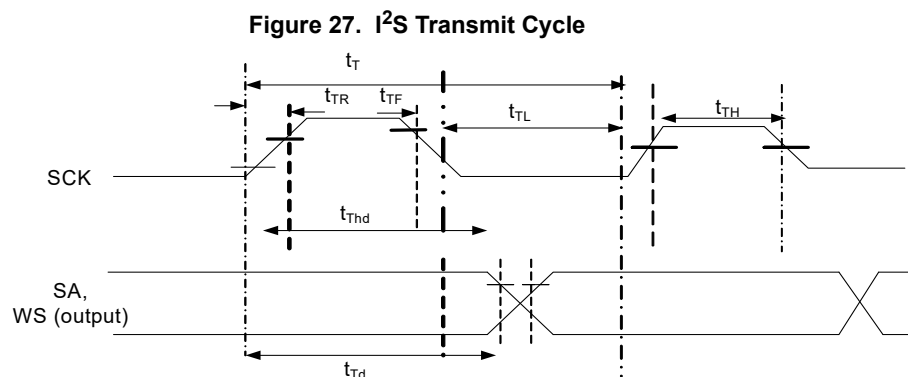 Figure 27. I²S Transmit Cycle
tT
tTR
tTF
tTL
tTH
SCK
tThd
SA,
WS (output)
tTd